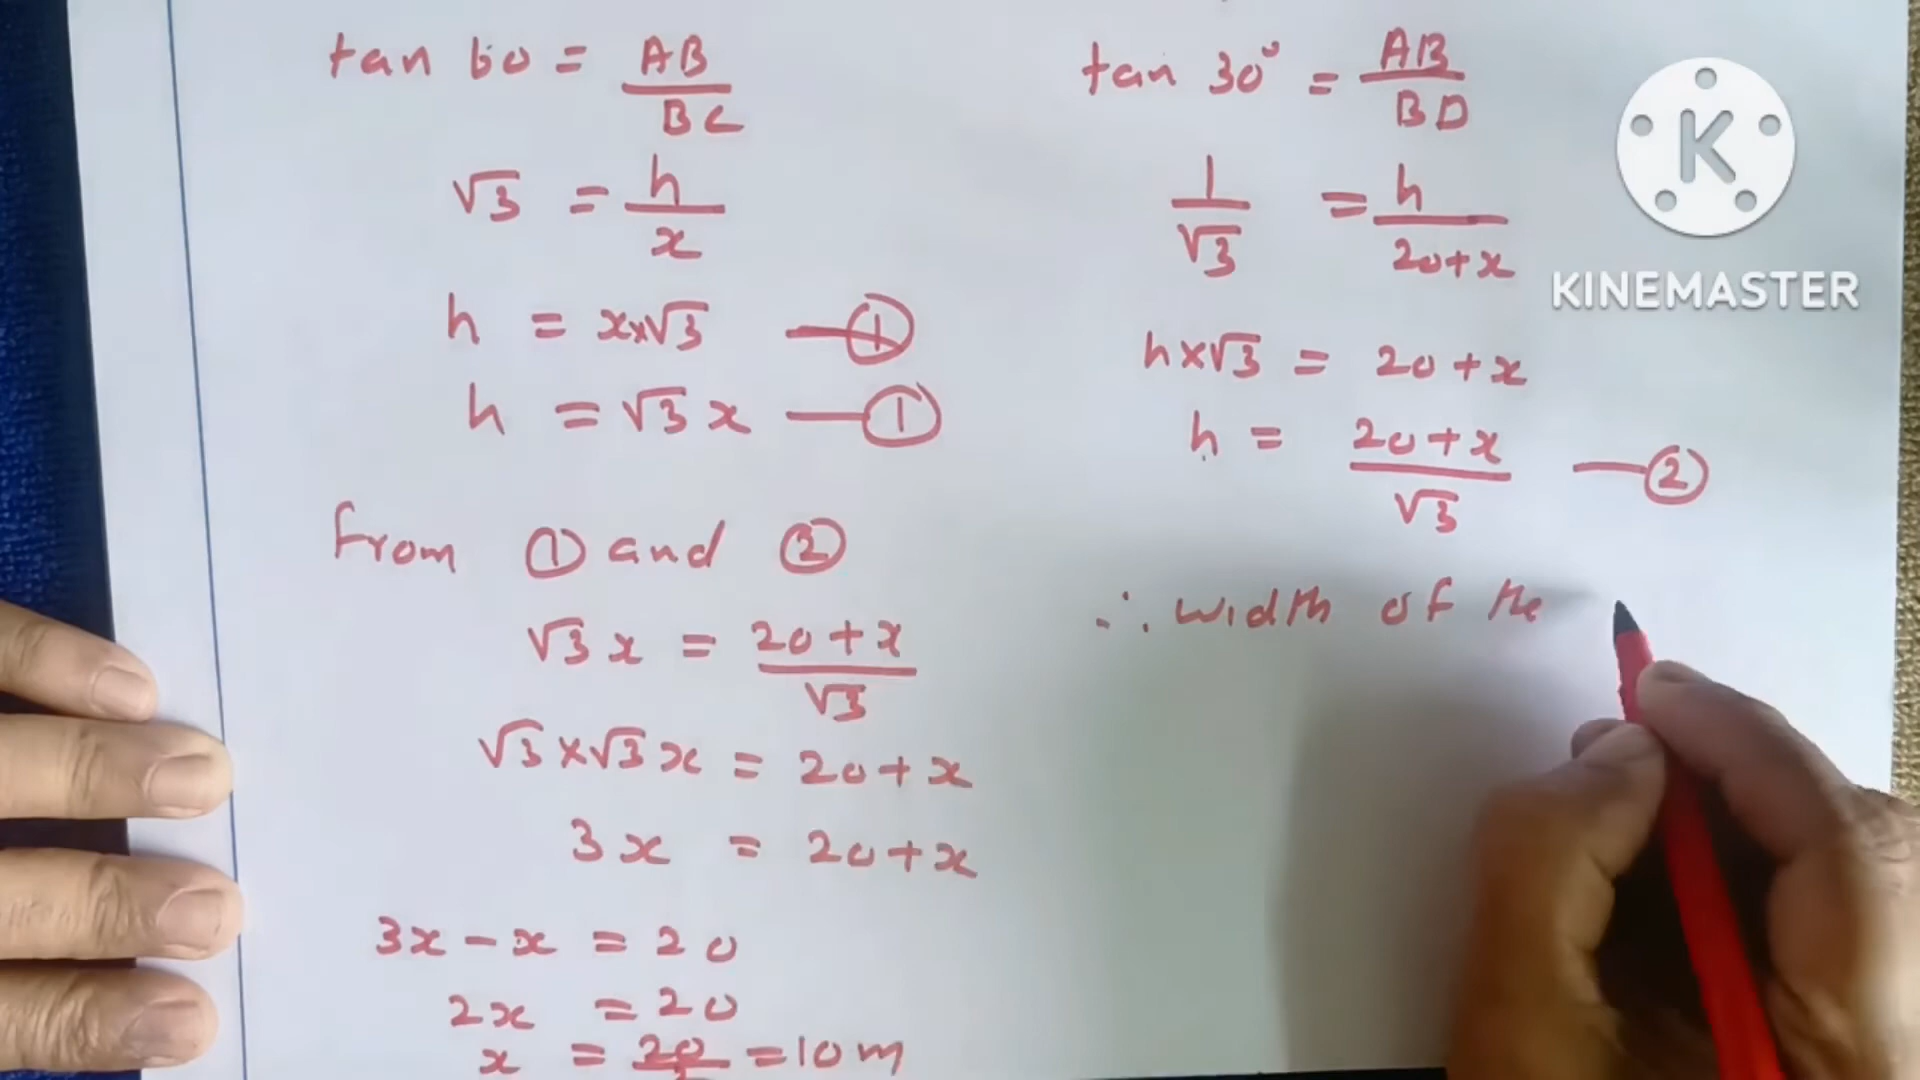 tan 60 = AB / BC
√3 = h / x
h = x×√3 —①
h = √3 x —①
From ① and ②
√3 x = 20+x / √3
√3×√3 x = 20+x
3x = 20+x
3x - x = 20
2x = 20
x = 20 / = 10m
tan 30° = AB / BD
1 / √3 = h / 20+x
h×√3 = 20+x
h = 20+x / √3 —②
∴ width of the
K
KINEMASTER